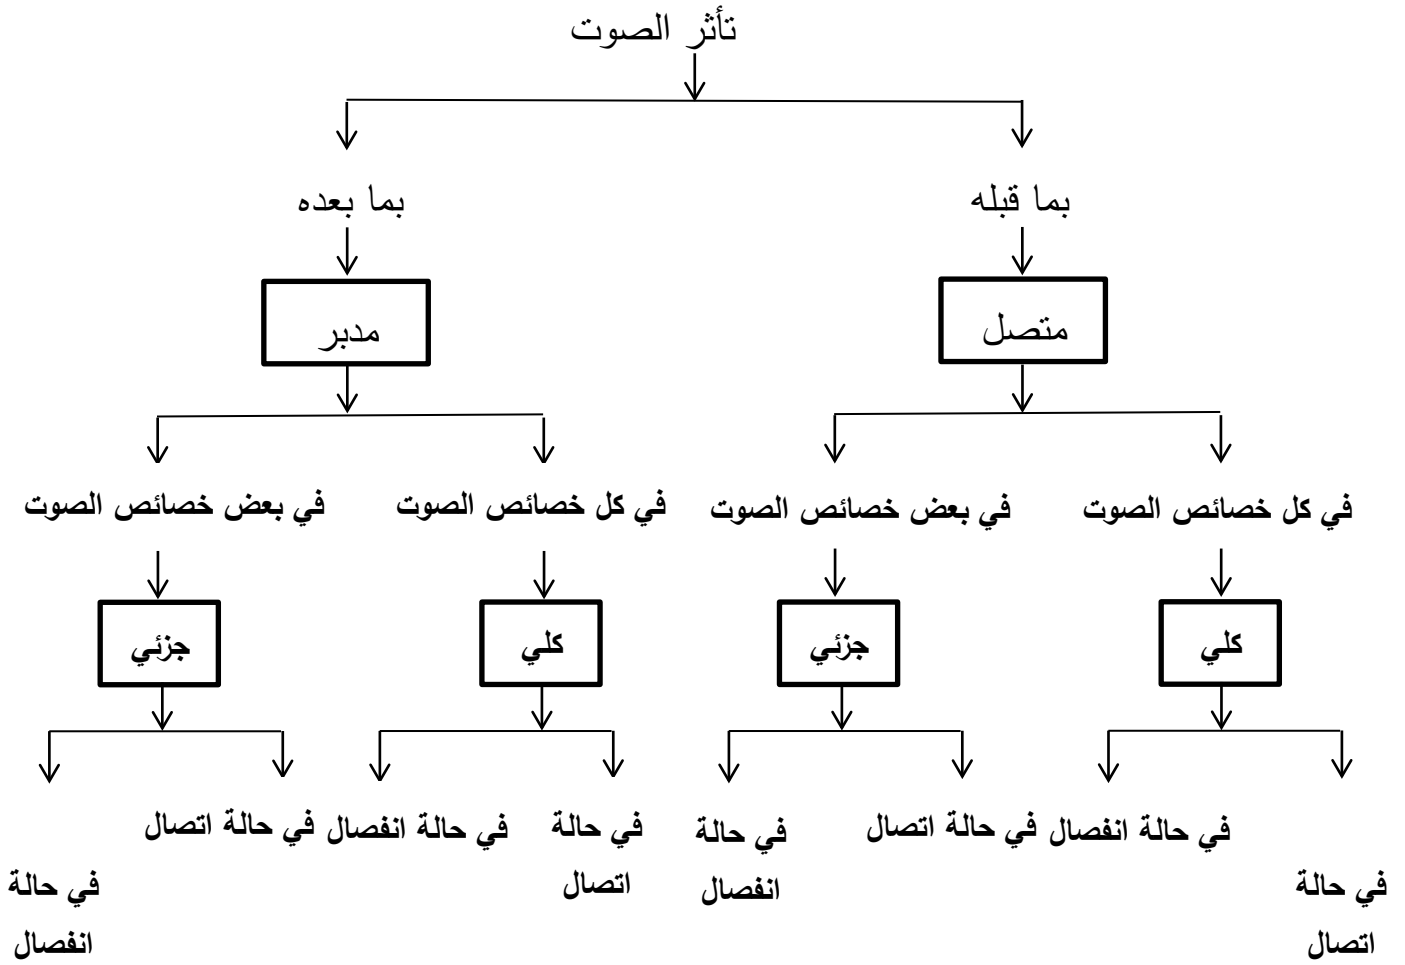 تأثر الصوت
بما قبله
بما بعده
متصل
مدبر
في كل خصائص الصوت
في بعض خصائص الصوت
في كل خصائص الصوت
في بعض خصائص الصوت
كلي
جزئي
كلي
جزئي
في حالة
اتصال
في حالة انفصال
في حالة اتصال
في حالة
انفصال
في حالة
اتصال
في حالة انفصال
في حالة اتصال
في حالة
انفصال